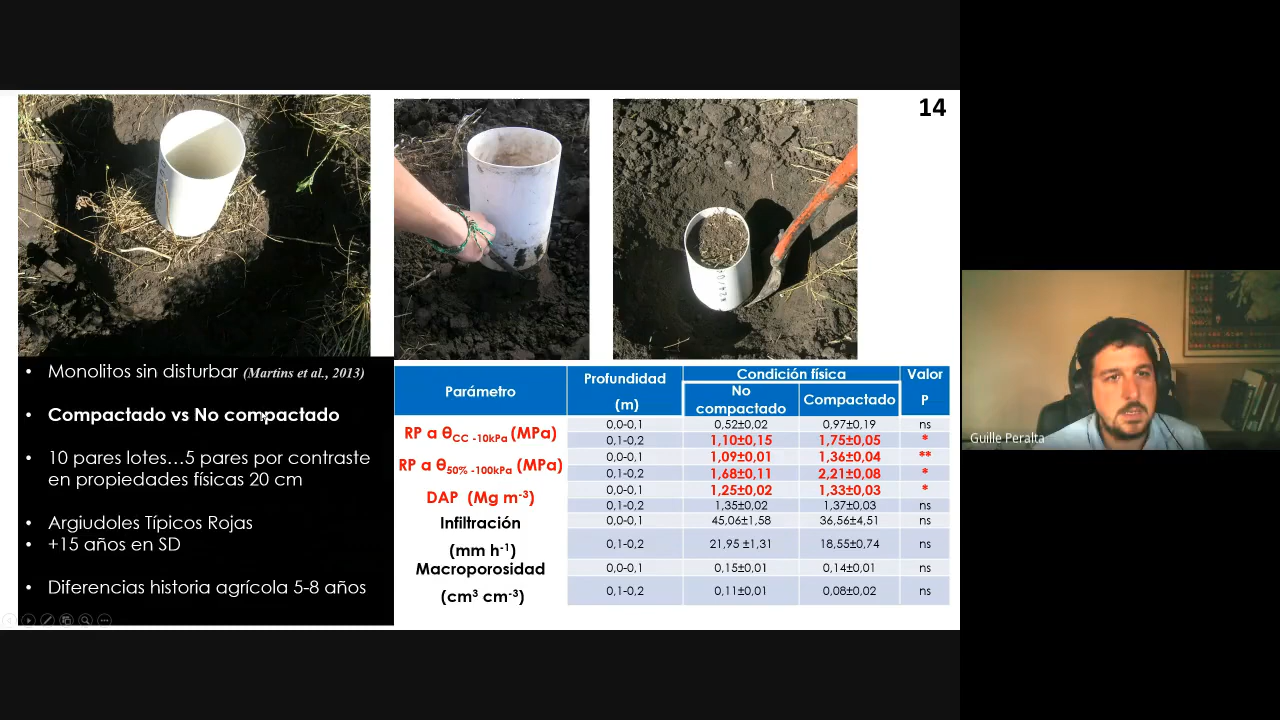 14
• Monolitos sin disturbar (Martins et al., 2013)
• Compactado vs No compactado
• 10 pares lotes…5 pares por contraste
en propiedades físicas 20 cm
• Argiudoles Típicos Rojas
• +15 años en SD
• Diferencias historia agrícola 5-8 años
Parámetro Profundidad (m) Condición física Valor P
No compactado Compactado
RP a θCC -10kPa (MPa) 0,0-0,1 0,52±0,02 0,97±0,19 ns
0,1-0,2 1,10±0,15 1,75±0,05 *
RP a θ50% -100kPa (MPa) 0,0-0,1 1,09±0,01 1,36±0,04 **
0,1-0,2 1,68±0,11 2,21±0,08 *
DAP (Mg m-3) 0,0-0,1 1,25±0,02 1,33±0,03 *
0,1-0,2 1,35±0,02 1,37±0,03 ns
Infiltración (mm h-1) 0,0-0,1 45,06±1,58 36,56±4,51 ns
0,1-0,2 21,95 ±1,31 18,55±0,74 ns
Macroporosidad (cm3 cm-3) 0,0-0,1 0,15±0,01 0,14±0,01 ns
0,1-0,2 0,11±0,01 0,08±0,02 ns
Guille Peralta